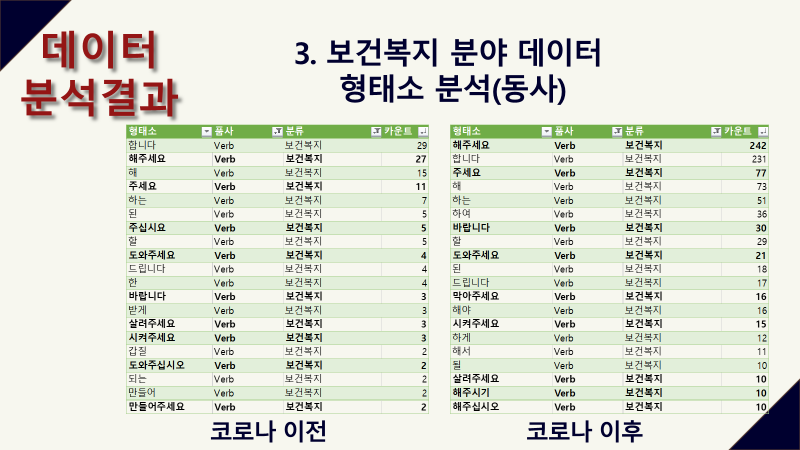 데이터
분석결과
3. 보건복지 분야 데이터
형태소 분석(동사)
형태소 품사 분류 카운트
합니다 Verb 보건복지 29
해주세요 Verb 보건복지 27
해 Verb 보건복지 15
주세요 Verb 보건복지 11
하는 Verb 보건복지 7
된 Verb 보건복지 5
주십시요 Verb 보건복지 5
할 Verb 보건복지 5
도와주세요 Verb 보건복지 4
드립니다 Verb 보건복지 4
한 Verb 보건복지 4
바랍니다 Verb 보건복지 3
받게 Verb 보건복지 3
살려주세요 Verb 보건복지 3
시켜주세요 Verb 보건복지 3
갑질 Verb 보건복지 2
도와주십시오 Verb 보건복지 2
되는 Verb 보건복지 2
만들어 Verb 보건복지 2
만들어주세요 Verb 보건복지 2
코로나 이전
형태소 품사 분류 카운트
해주세요 Verb 보건복지 242
합니다 Verb 보건복지 231
주세요 Verb 보건복지 77
해 Verb 보건복지 73
하는 Verb 보건복지 51
하여 Verb 보건복지 36
바랍니다 Verb 보건복지 30
할 Verb 보건복지 29
도와주세요 Verb 보건복지 21
된 Verb 보건복지 18
드립니다 Verb 보건복지 17
막아주세요 Verb 보건복지 16
해야 Verb 보건복지 16
시켜주세요 Verb 보건복지 15
하게 Verb 보건복지 12
해서 Verb 보건복지 11
될 Verb 보건복지 10
살려주세요 Verb 보건복지 10
해주시기 Verb 보건복지 10
해주십시오 Verb 보건복지 10
코로나 이후